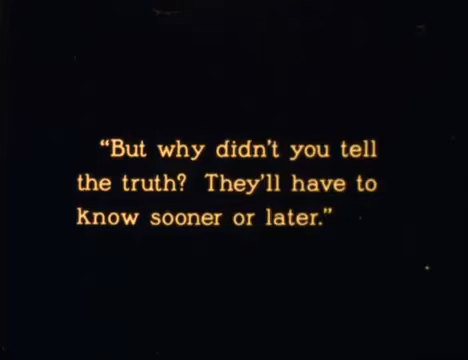 “But why didn’t you tell
the truth? They’ll have to
know sooner or later.”